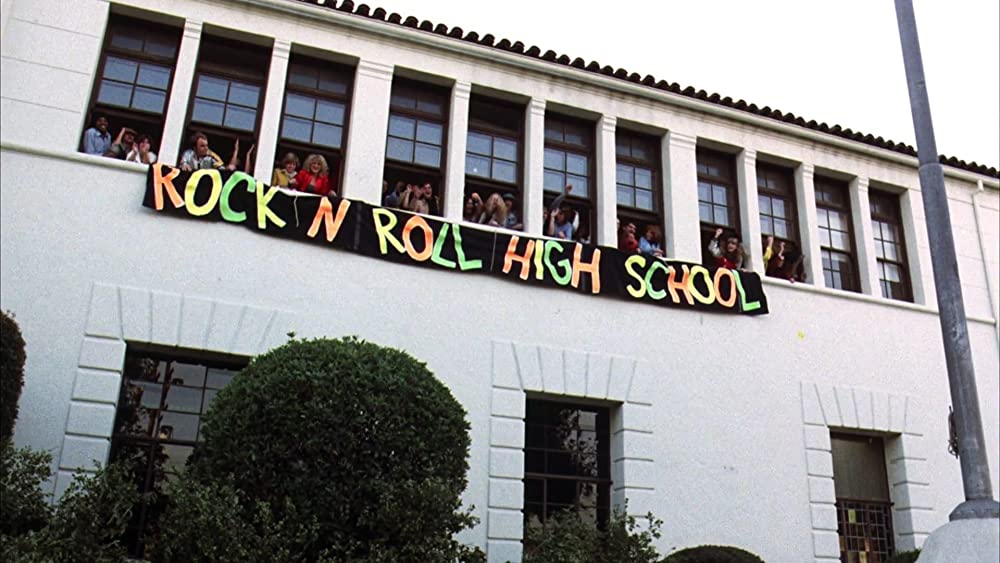 ROCK N ROLL HIGH SCHOOL